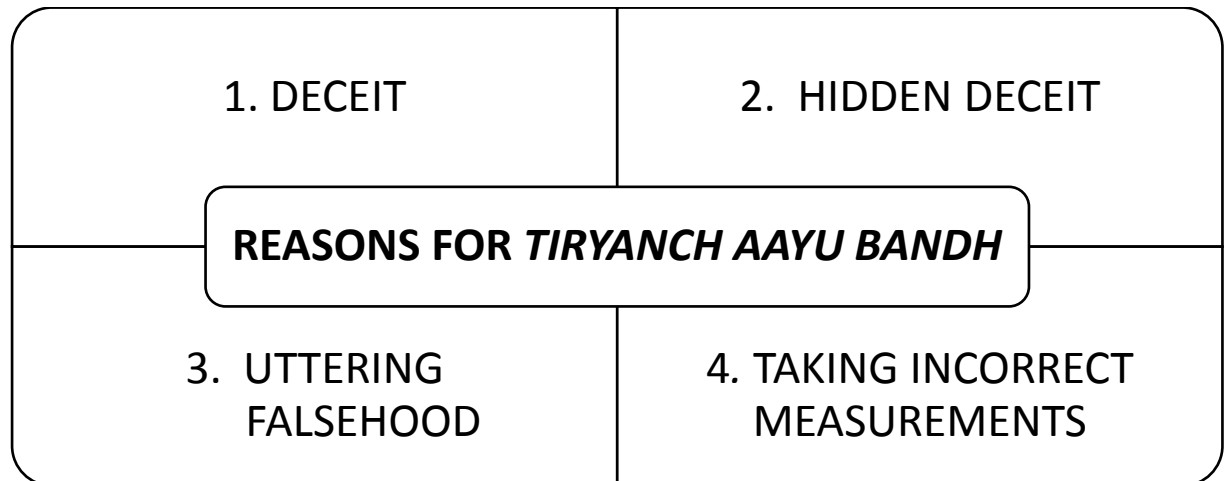 1. DECEIT
2. HIDDEN DECEIT
REASONS FOR TIRYANCH AAYU BANDH
3. UTTERING
FALSEHOOD
4. TAKING INCORRECT
MEASUREMENTS